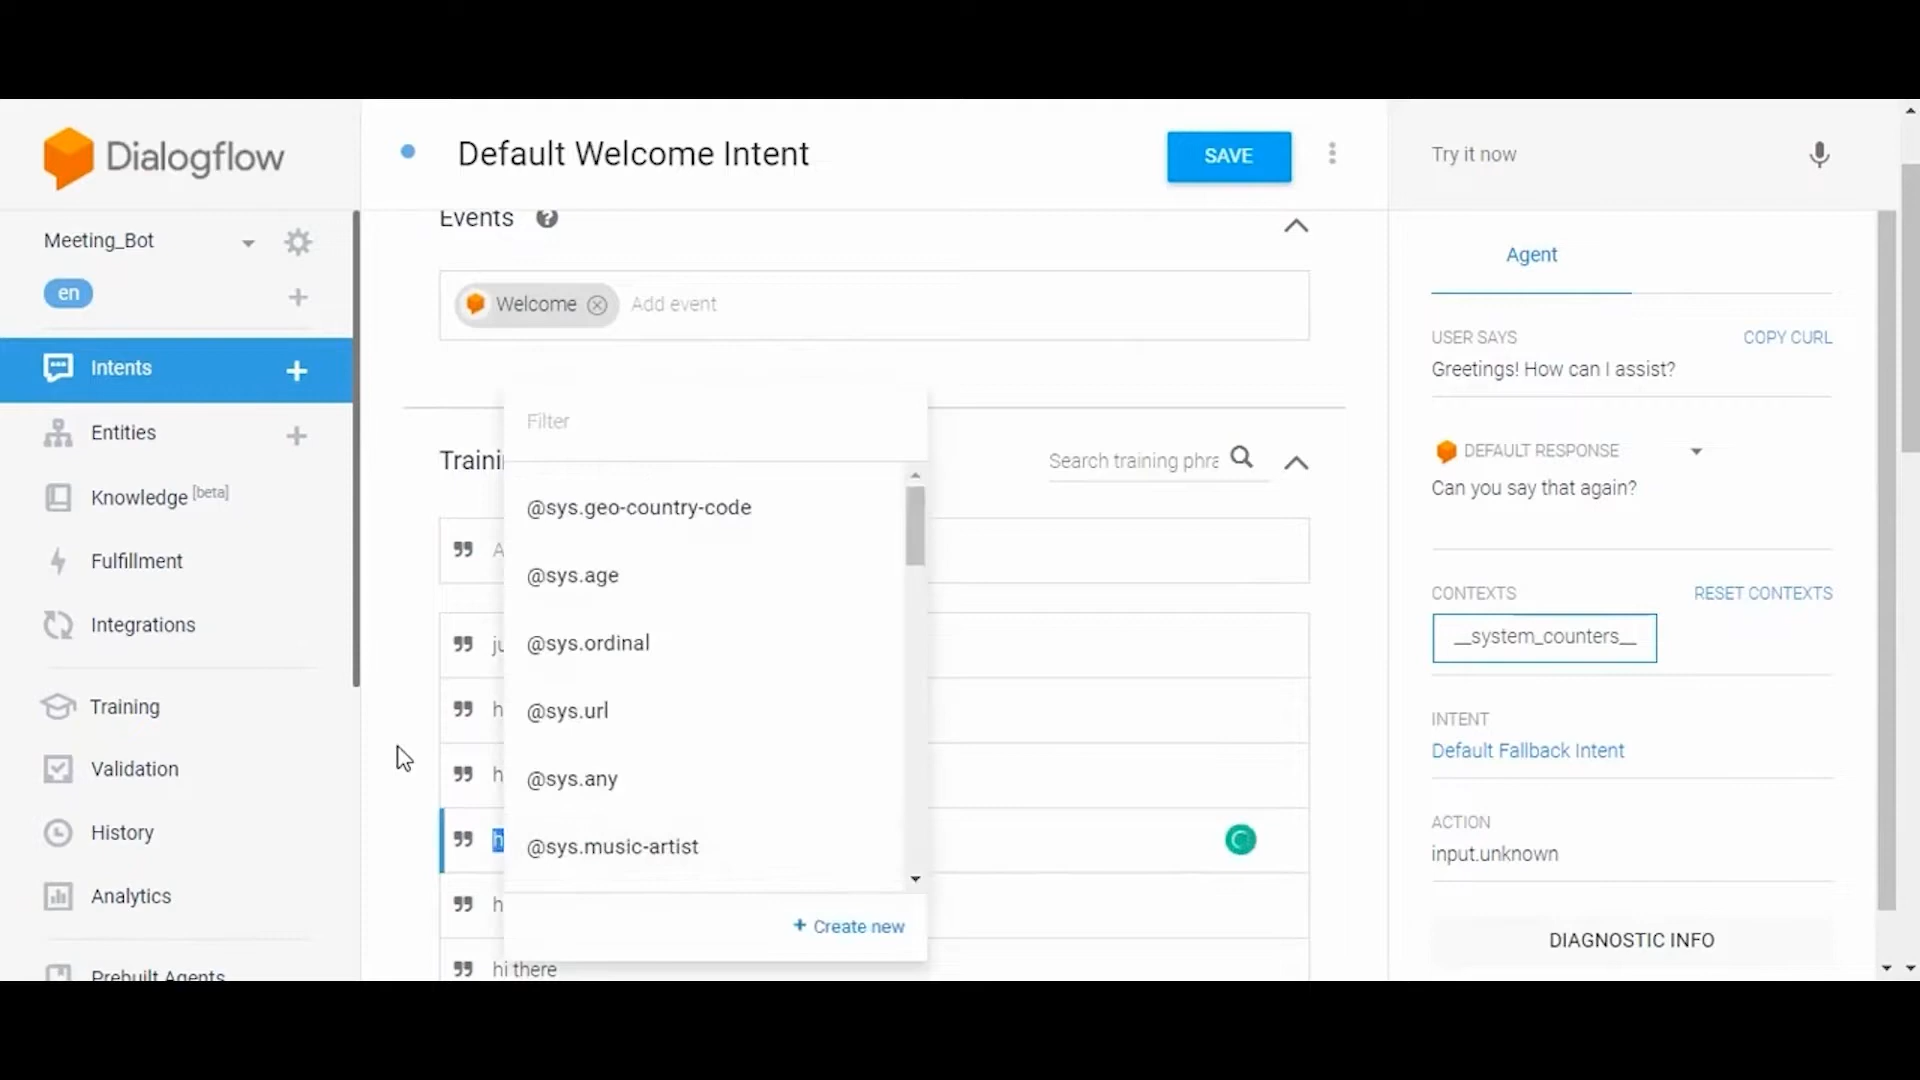 Dialogflow
Default Welcome Intent
SAVE
Try it now
Meeting_Bot
en
Intents
Entities
Knowledge [beta]
Fulfillment
Integrations
Training
Validation
History
Analytics
Prebuilt Agents
Events
Welcome
Add event
Traini
Search training phra
Filter
@sys.geo-country-code
@sys.age
@sys.ordinal
@sys.url
@sys.any
@sys.music-artist
+ Create new
A
ju
h
h
h
h
hi there
Agent
USER SAYS
COPY CURL
Greetings! How can I assist?
DEFAULT RESPONSE
Can you say that again?
CONTEXTS
RESET CONTEXTS
__system_counters__
INTENT
Default Fallback Intent
ACTION
input.unknown
DIAGNOSTIC INFO